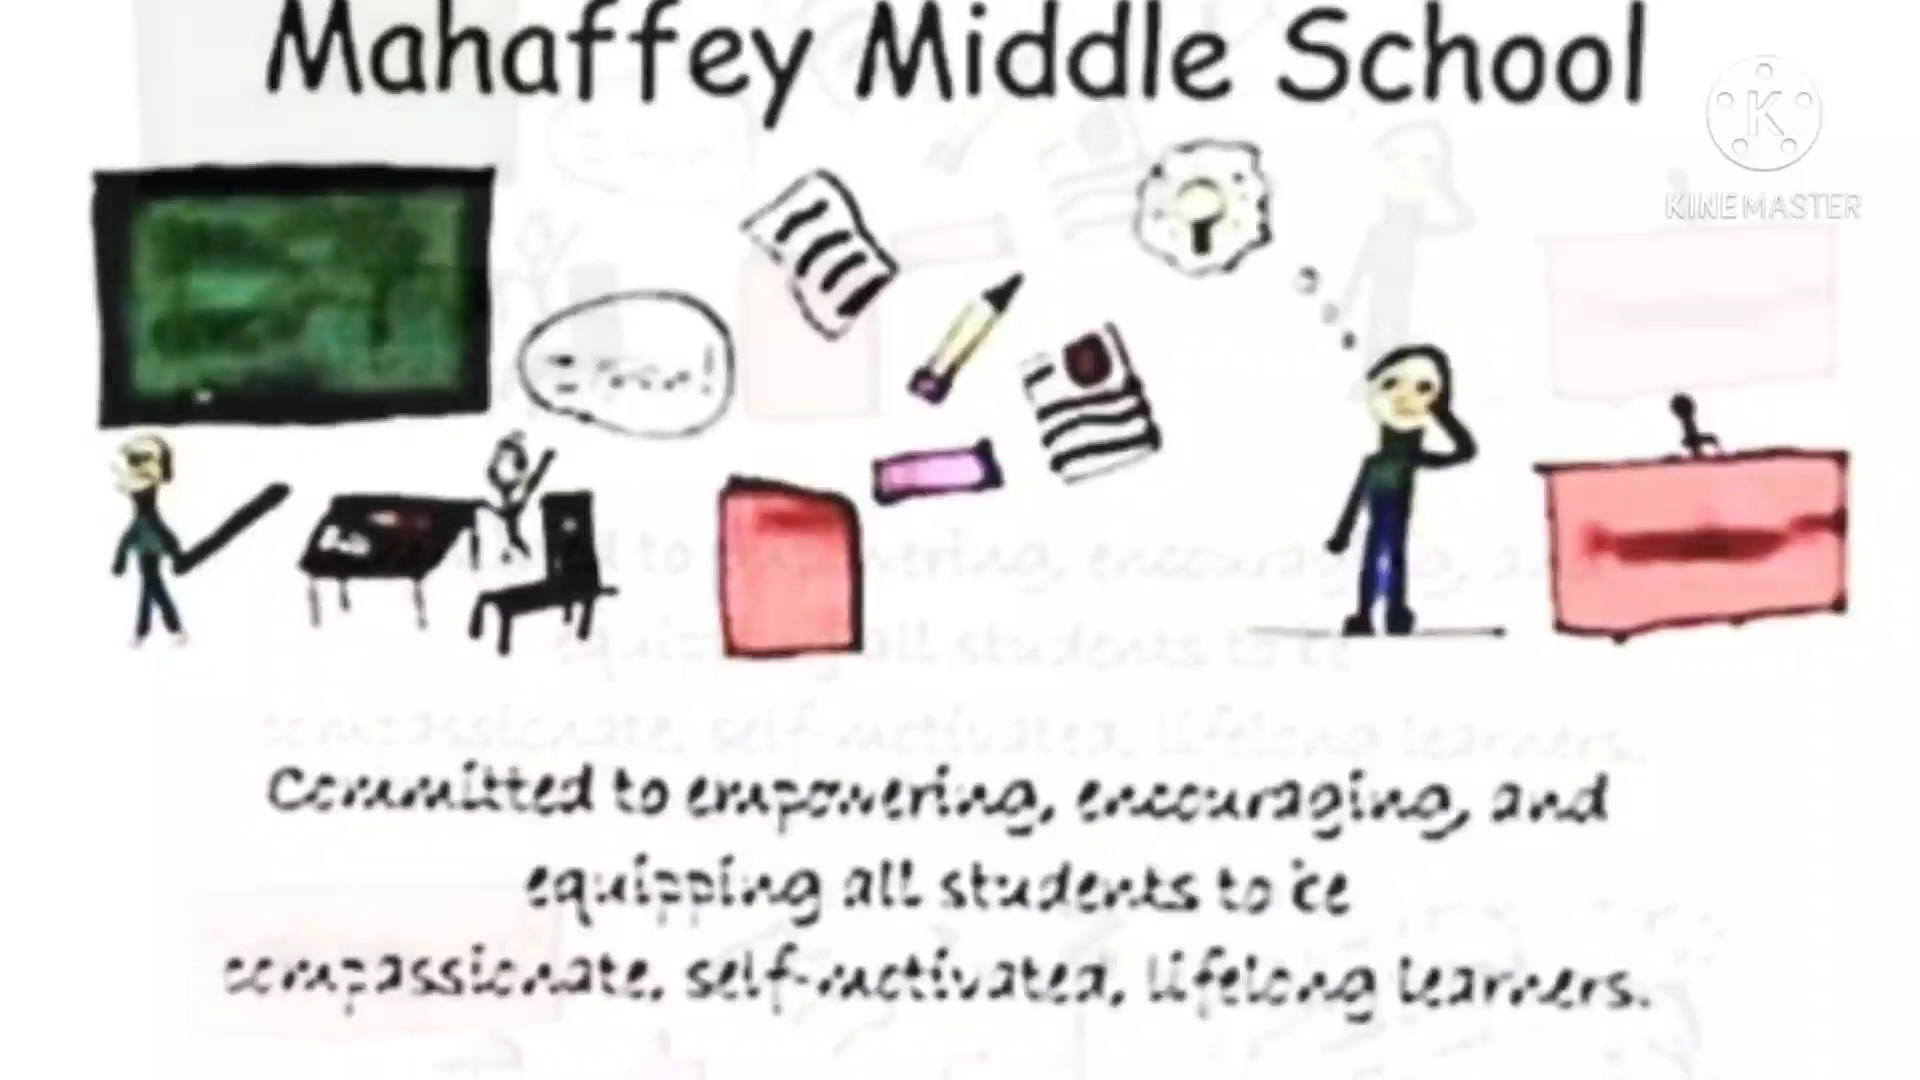 Mahaffey Middle School
K
KINEMASTER
Committed to empowering, encouraging, and
equipping all students to be
compassionate, self-motivated, lifelong learners.